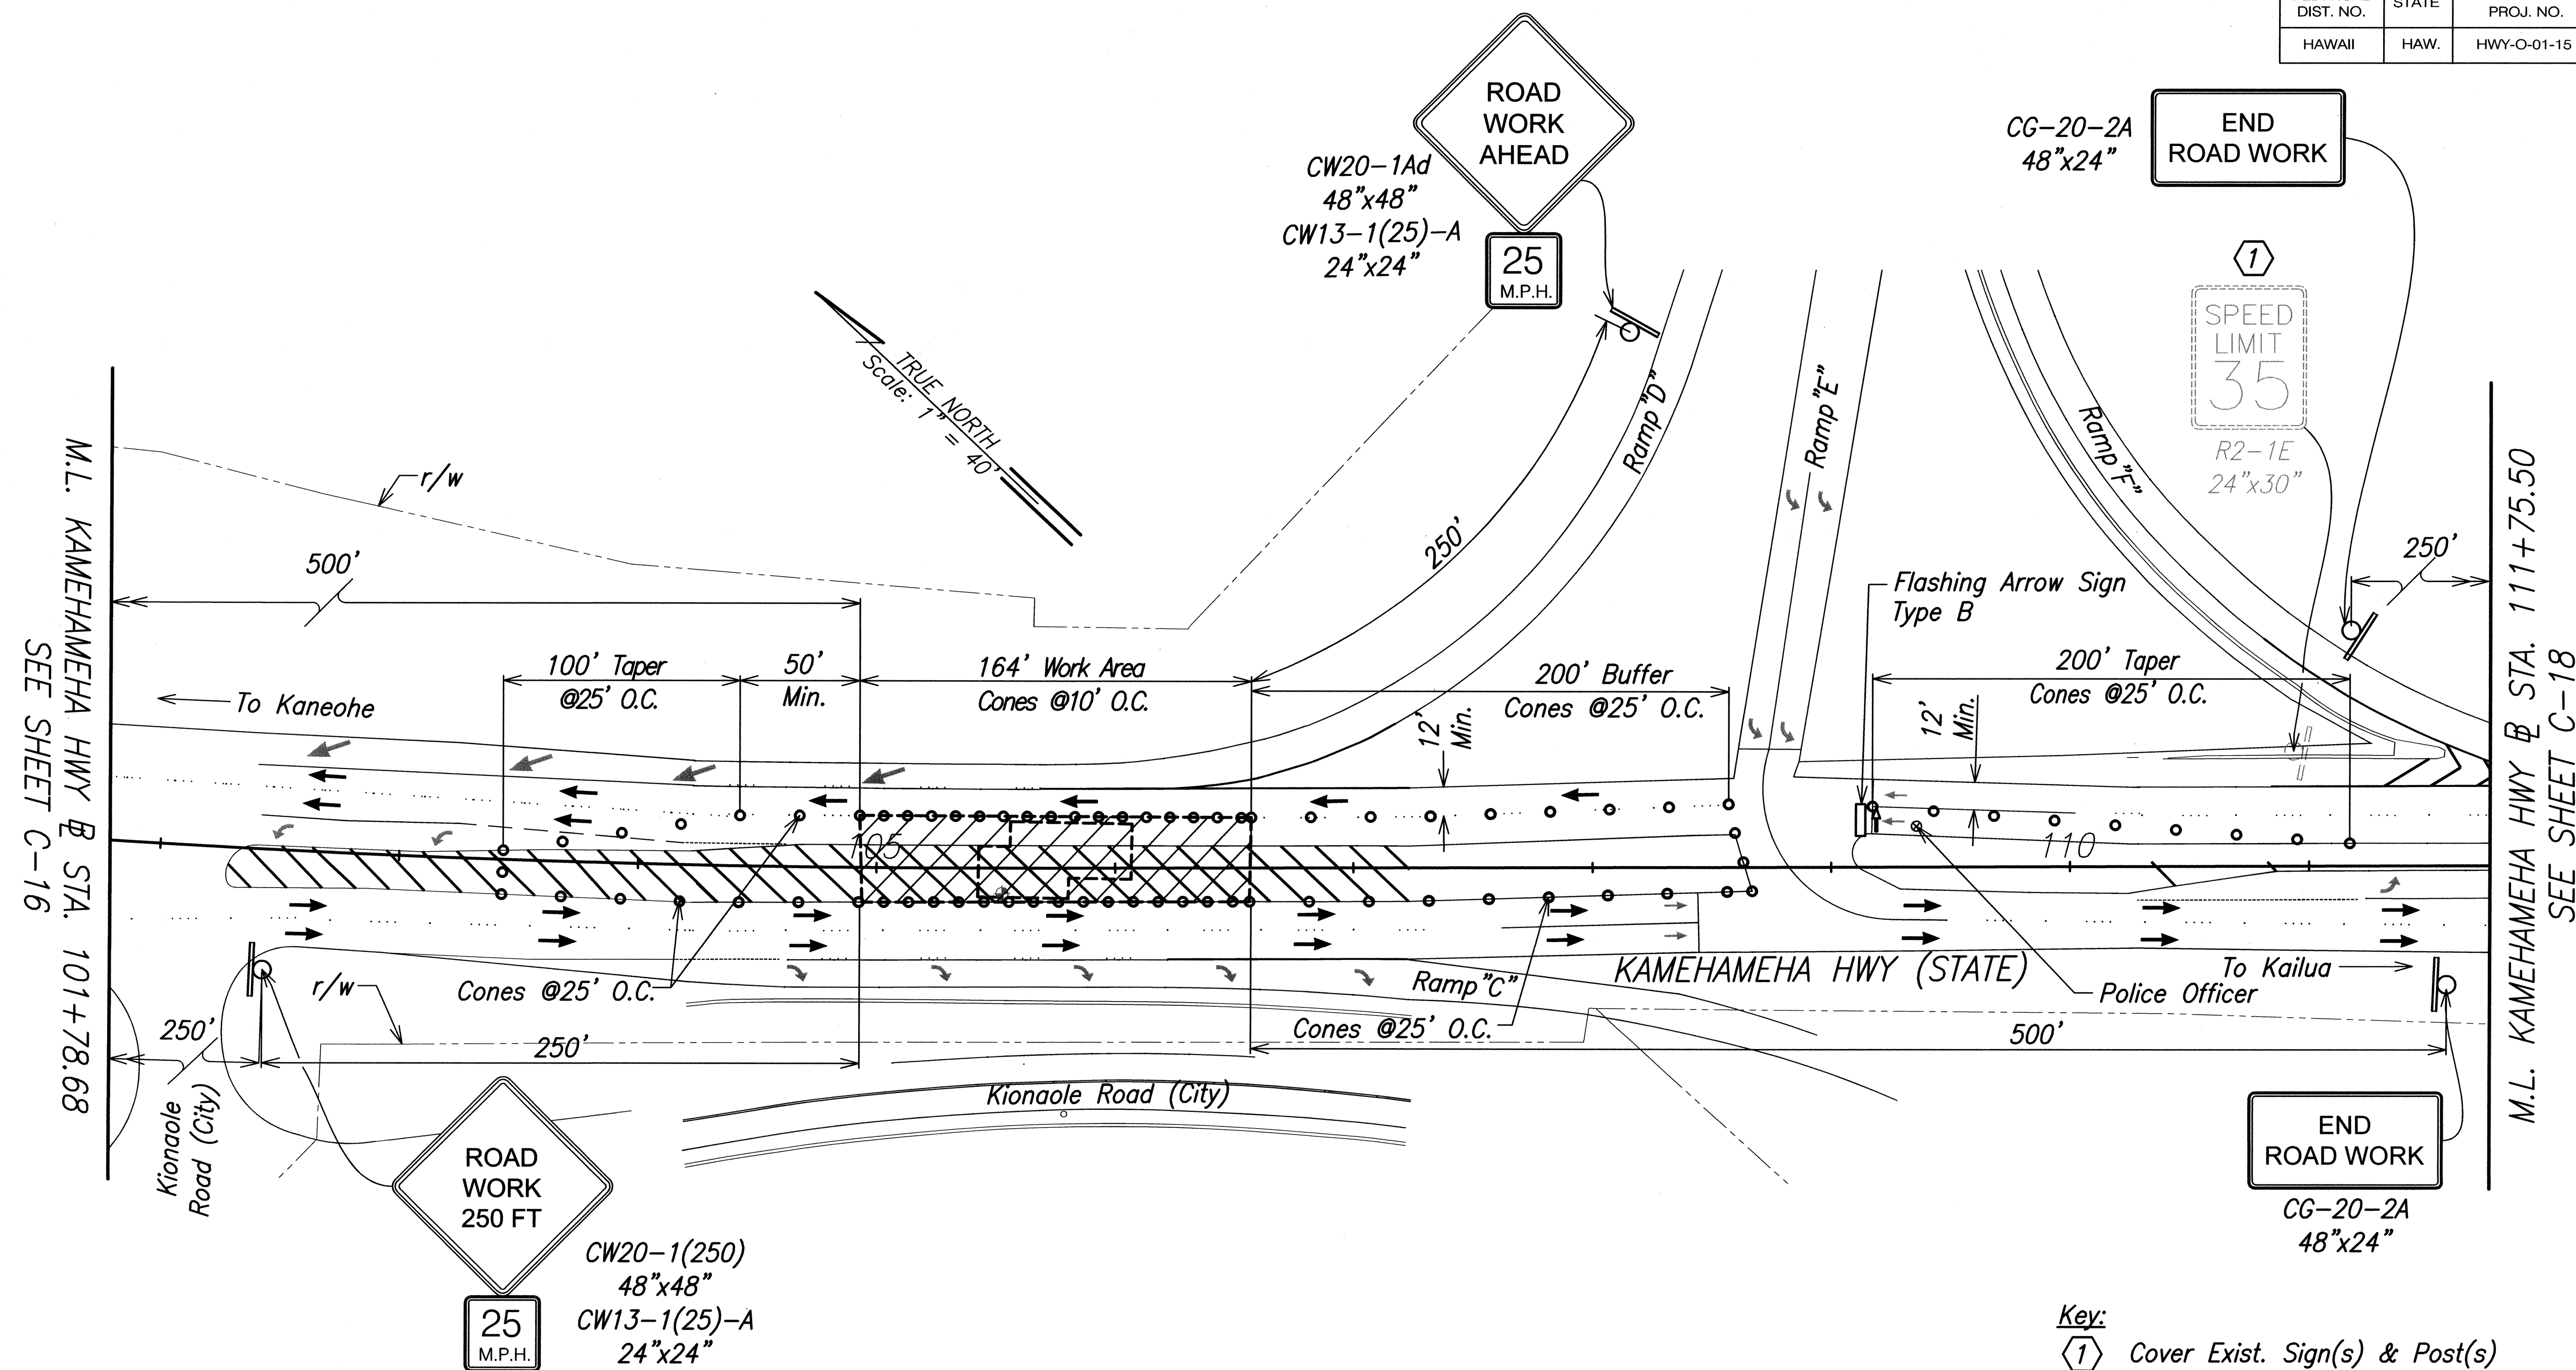 DIST. NO.
STATE
PROJ. NO.
HAWAII
HAW.
HWY-O-01-15
ROAD
WORK
AHEAD
25
M.P.H.
CW20-1Ad
48"x48"
CW13-1(25)-A
24"x24"
CG-20-2A
48"x24"
END
ROAD WORK
1
SPEED
LIMIT
35
R2-1E
24"x30"
TRUE NORTH
Scale: 1" = 40'
r/w
500'
250'
Ramp "D"
Ramp "E"
Ramp "F"
250'
Flashing Arrow Sign
Type B
M.L. KAMEHAMEHA HWY ℄ STA. 101+78.68
SEE SHEET C-16
M.L. KAMEHAMEHA HWY ℄ STA. 111+75.50
SEE SHEET C-18
100' Taper
@25' O.C.
50'
Min.
164' Work Area
Cones @10' O.C.
200' Buffer
Cones @25' O.C.
200' Taper
Cones @25' O.C.
12'
Min.
12'
Min.
To Kaneohe
105
110
r/w
Cones @25' O.C.
Ramp "C"
KAMEHAMEHA HWY (STATE)
To Kailua
Police Officer
Cones @25' O.C.
250'
250'
500'
Kionaole
Road (City)
Kionaole Road (City)
ROAD
WORK
250 FT
25
M.P.H.
CW20-1(250)
48"x48"
CW13-1(25)-A
24"x24"
END
ROAD WORK
CG-20-2A
48"x24"
Key:
1 Cover Exist. Sign(s) & Post(s)